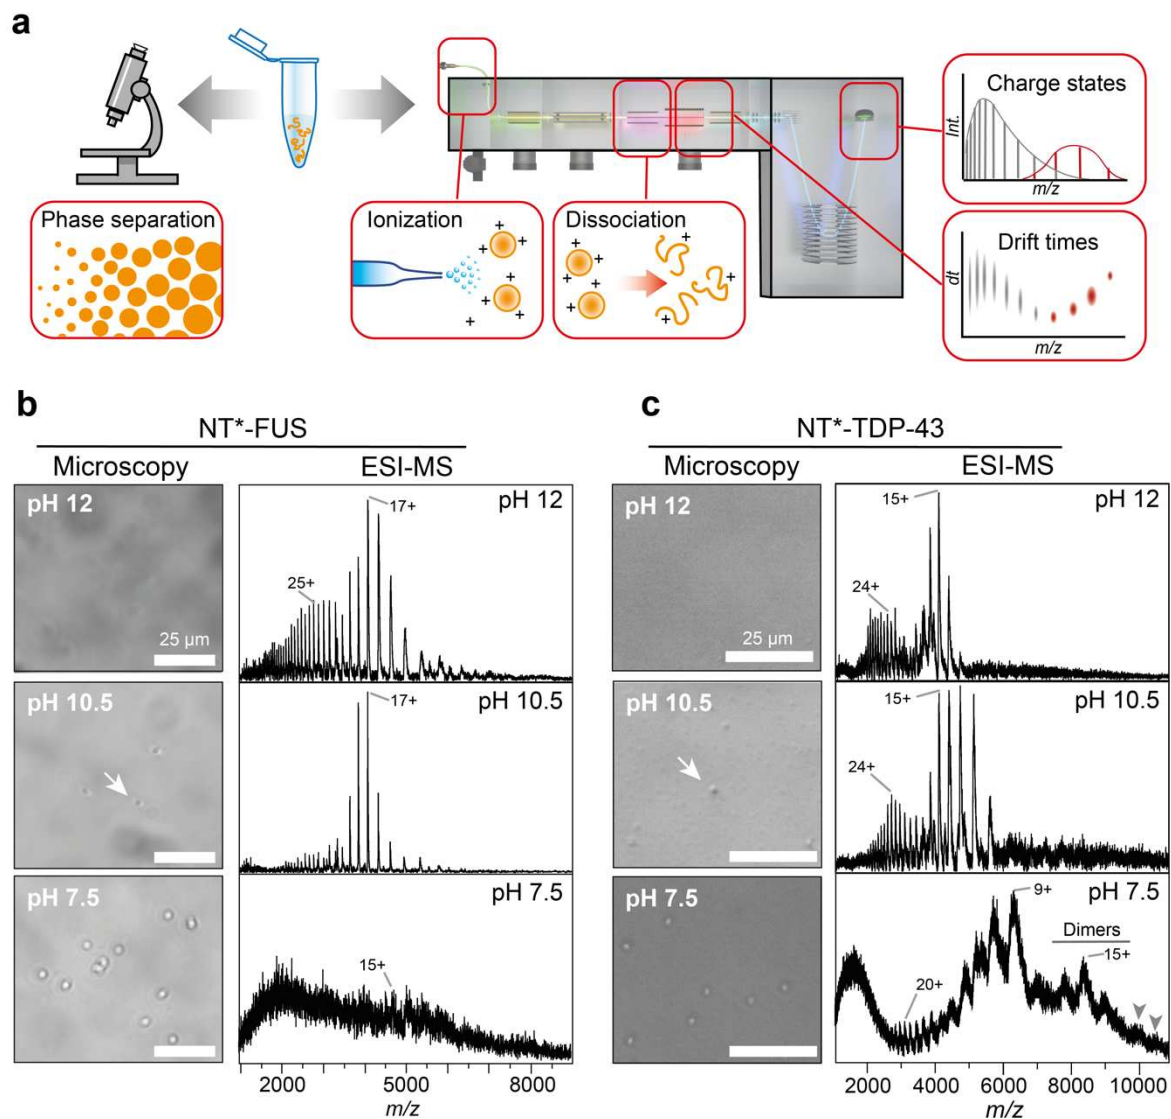 a
Phase separation
Ionization
+ + + + + + +
Dissociation
+ + + + + + + +
Charge states
Int.
m/z
Drift times
dt
m/z
b
NT*-FUS
Microscopy
ESI-MS
pH 12
25 µm
pH 12
17+
25+
pH 10.5
pH 10.5
17+
pH 7.5
pH 7.5
15+
2000 5000 8000
m/z
c
NT*-TDP-43
Microscopy
ESI-MS
pH 12
25 µm
pH 12
15+
24+
pH 10.5
pH 10.5
15+
24+
pH 7.5
pH 7.5
9+
Dimers
15+
20+
2000 4000 6000 8000 10000
m/z